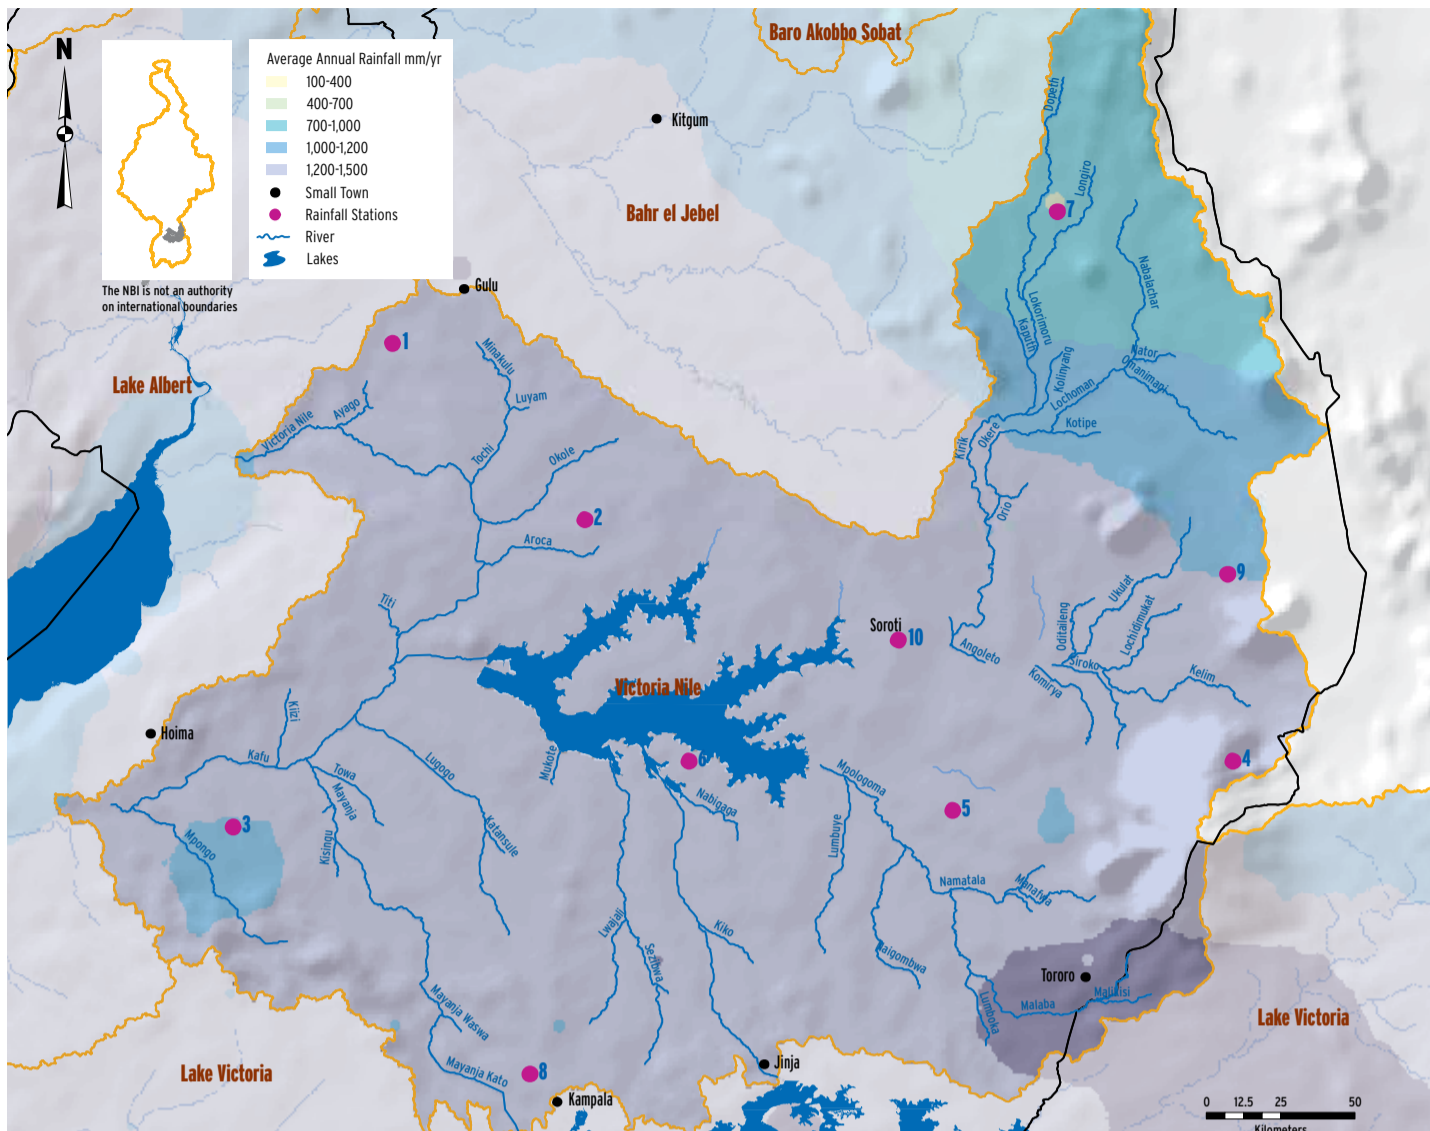 Baro Akobbo Sobat
N
Average Annual Rainfall mm/yr
100-400
400-700
700-1,000
1,000-1,200
1,200-1,500
Small Town
Rainfall Stations
River
Lakes
The NBI is not an authority
on international boundaries
Kitgum
Dopeth
Longiro
7
Bahr el Jebel
Nabalachar
Gulu
Lokorimoru
Kaputh
1
Minakulu
Nator
Omanimani
Kolinyang
Lake Albert
Luyam
Ayago
Lochoman
Victoria Nile
Kotipe
Okere
Kirik
Tochi
Okole
Orio
2
Aroca
9
Ukulat
Titi
Oditaileng
Lochidimukat
Soroti
10
Angoleto
Siroko
Kelim
Komirya
Victoria Nile
Kiizi
Hoima
Kafu
Lugogo
Mukote
6
4
Towa
Mpologoma
Mayanja
Nabigaga
5
3
Mpongo
Kisingu
Katansule
Lumbuye
Namatala
Manafwa
Lwajali
Kiko
Sezibwa
Naigombwa
Tororo
Malaba
Malikisi
Lumboka
Mayanja Waswa
Lake Victoria
Lake Victoria
Mayanja Kato
8
Jinja
Kampala
0 12.5 25 50
Kilometers